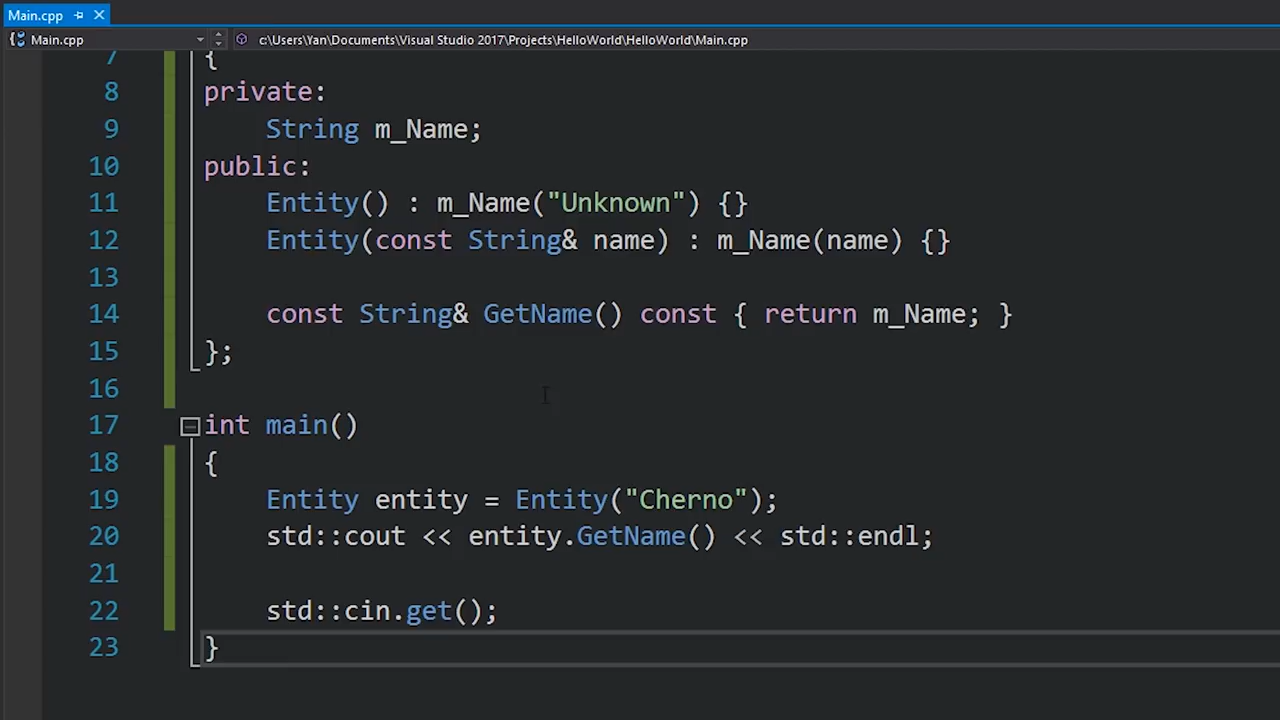 Main.cpp
Main.cpp c:\Users\Yan\Documents\Visual Studio 2017\Projects\HelloWorld\HelloWorld\Main.cpp
7 {
8 private:
9     String m_Name;
10 public:
11     Entity() : m_Name("Unknown") {}
12     Entity(const String& name) : m_Name(name) {}
13
14     const String& GetName() const { return m_Name; }
15 };
16
17 int main()
18 {
19     Entity entity = Entity("Cherno");
20     std::cout << entity.GetName() << std::endl;
21
22     std::cin.get();
23 }